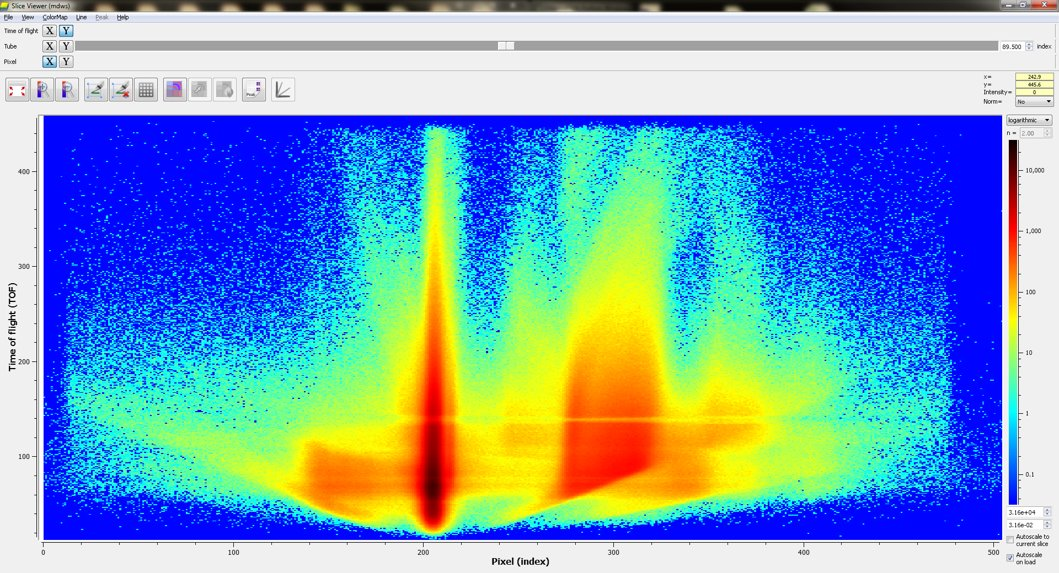 Slice Viewer (mdws)
File View ColorMap Line Peak Help
Time of flight X Y
Tube X Y 89.500 index
Pixel X Y
x= 242.9
y= 445.6
Intensity= 0
Norm= No
Peak
logarithmic
n = 2.00
10,000
1,000
100
10
1
0.1
3.16e+04
3.16e-02
Autoscale to current slice
Autoscale on load
Time of flight (TOF)
400
300
200
100
0 100 200 300 400 500
Pixel (index)